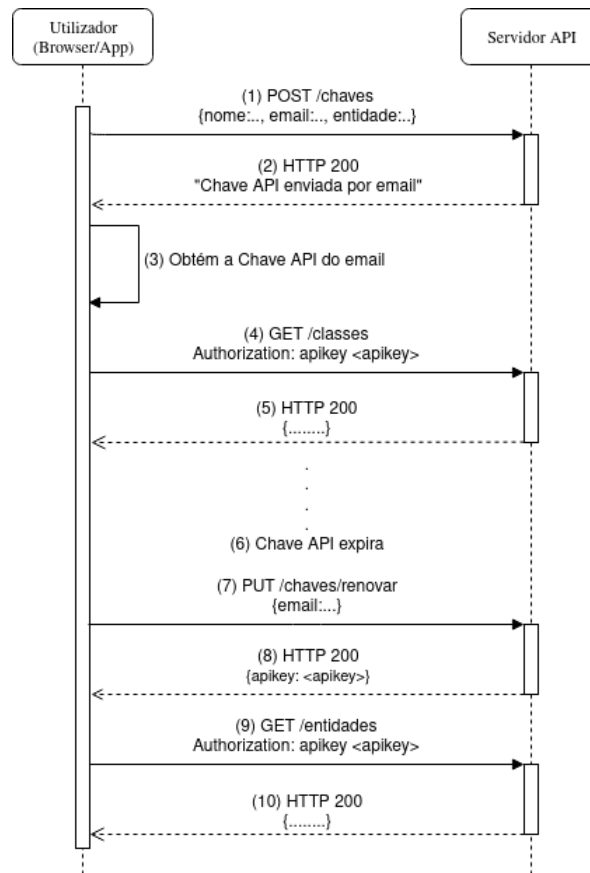 Utilizador
(Browser/App)
Servidor API
(1) POST /chaves
{nome:.., email:.., entidade:..}
(2) HTTP 200
"Chave API enviada por email"
(3) Obtém a Chave API do email
(4) GET /classes
Authorization: apikey <apikey>
(5) HTTP 200
{........}
.
.
.
.
(6) Chave API expira
(7) PUT /chaves/renovar
{email:...}
(8) HTTP 200
{apikey: <apikey>}
(9) GET /entidades
Authorization: apikey <apikey>
(10) HTTP 200
{........}